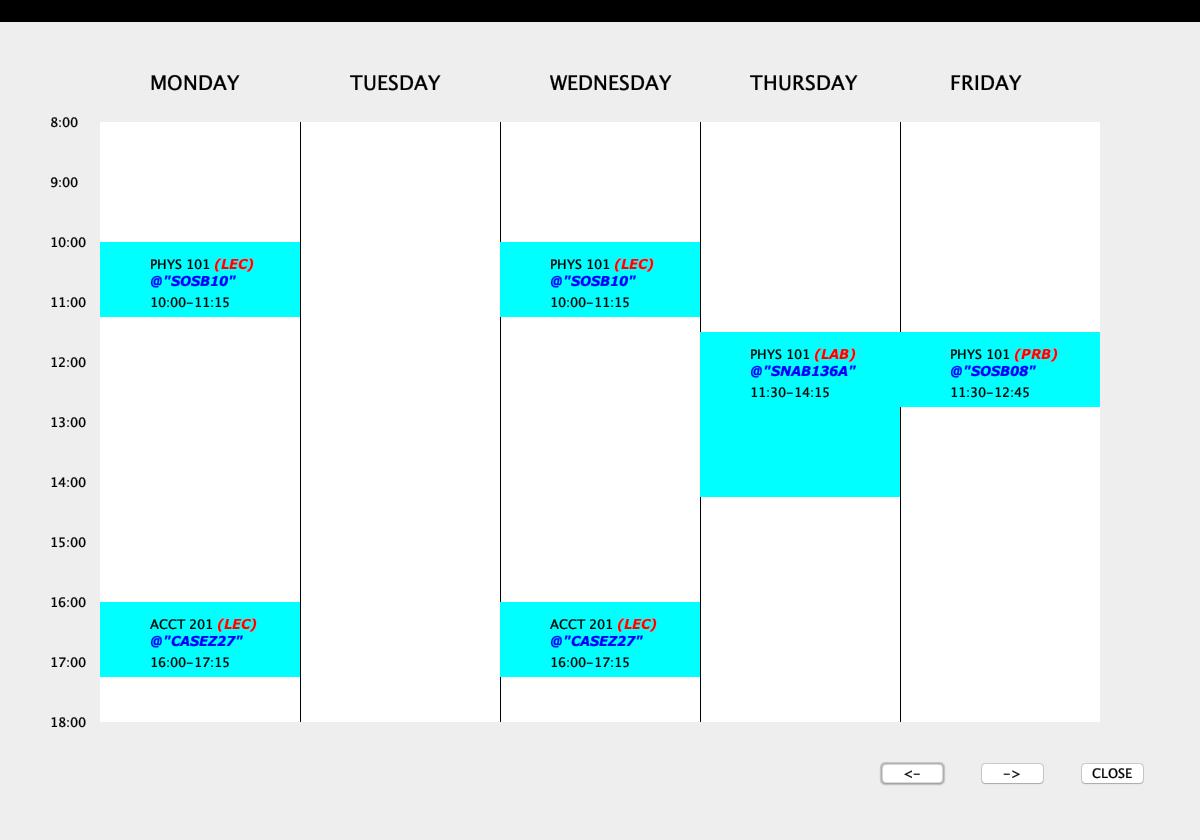 MONDAY TUESDAY WEDNESDAY THURSDAY FRIDAY
8:00
9:00
10:00
PHYS 101 (LEC) PHYS 101 (LEC)
@"SOSB10" @"SOSB10"
11:00 10:00-11:15 10:00-11:15
PHYS 101 (LAB) PHYS 101 (PRB)
12:00
@"SNAB136A" @"SOSB08"
11:30-14:15 11:30-12:45
13:00
14:00
15:00
16:00
ACCT 201 (LEC) ACCT 201 (LEC)
@"CASEZ27" @"CASEZ27"
17:00 16:00-17:15 16:00-17:15
18:00
<- -> CLOSE